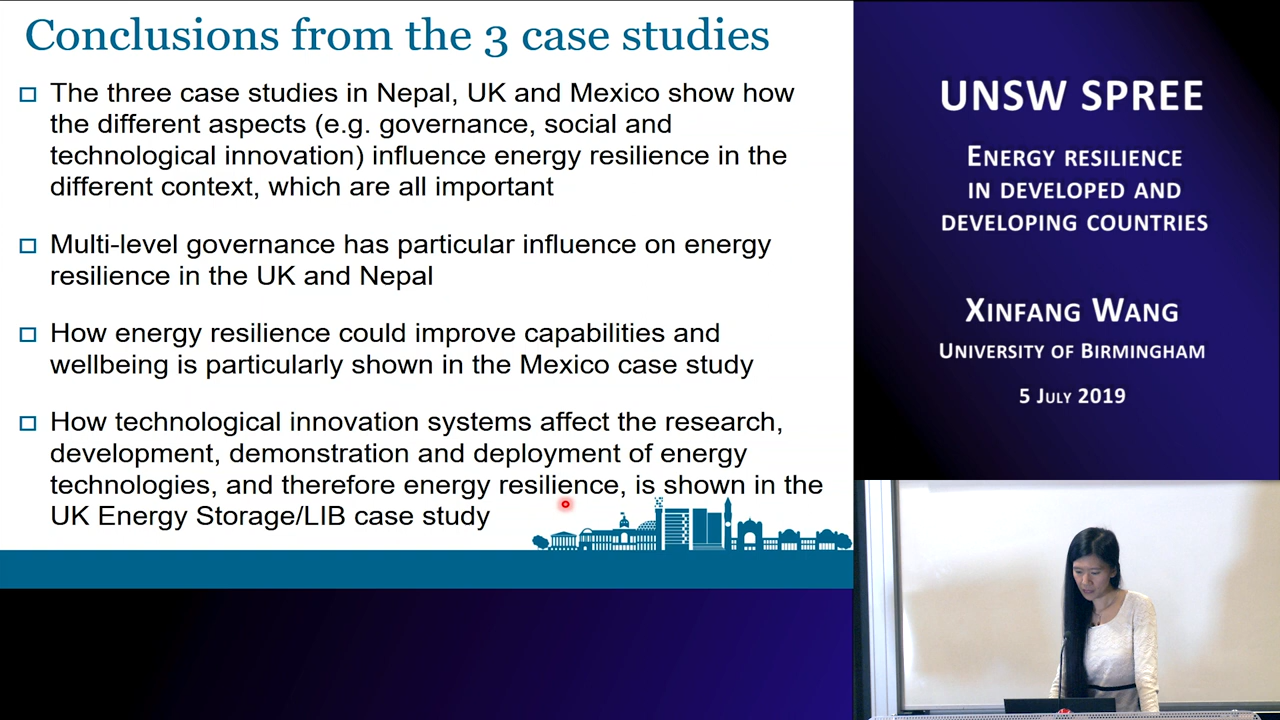 Conclusions from the 3 case studies
The three case studies in Nepal, UK and Mexico show how
the different aspects (e.g. governance, social and
technological innovation) influence energy resilience in the
different context, which are all important
Multi-level governance has particular influence on energy
resilience in the UK and Nepal
How energy resilience could improve capabilities and
wellbeing is particularly shown in the Mexico case study
How technological innovation systems affect the research,
development, demonstration and deployment of energy
technologies, and therefore energy resilience, is shown in the
UK Energy Storage/LIB case study
UNSW SPREE
ENERGY RESILIENCE
IN DEVELOPED AND
DEVELOPING COUNTRIES
XINFANG WANG
UNIVERSITY OF BIRMINGHAM
5 JULY 2019